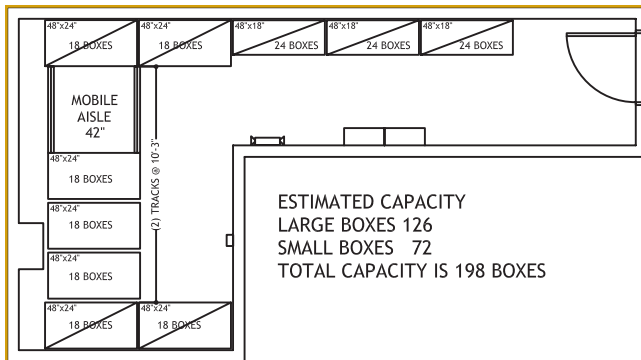 48"x24"
18 BOXES
48"x24"
18 BOXES
48"x18"
24 BOXES
48"x18"
24 BOXES
48"x18"
24 BOXES
MOBILE
AISLE
42"
(2) TRACKS @ 10'-3"
48"x24"
18 BOXES
48"x24"
18 BOXES
48"x24"
18 BOXES
48"x24"
18 BOXES
48"x24"
18 BOXES
ESTIMATED CAPACITY
LARGE BOXES 126
SMALL BOXES 72
TOTAL CAPACITY IS 198 BOXES